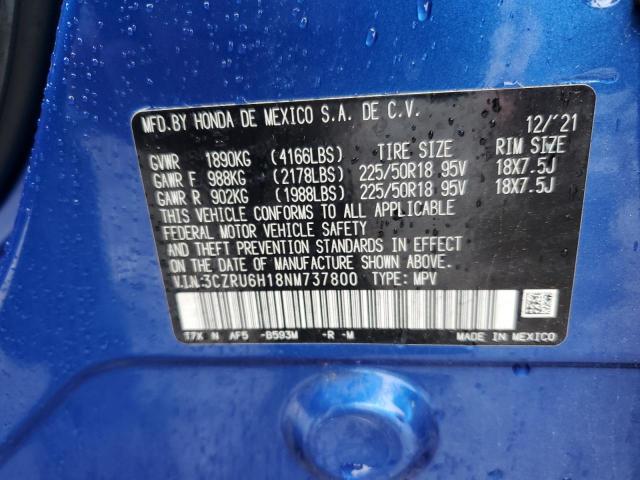 MFD. BY HONDA DE MEXICO S.A. DE C.V. 12/'21
GVWR 1890KG (4166LBS) TIRE SIZE RIM SIZE
GAWR F 988KG (2178LBS) 225/50R18 95V 18X7.5J
GAWR R 902KG (1988LBS) 225/50R18 95V 18X7.5J
THIS VEHICLE CONFORMS TO ALL APPLICABLE
FEDERAL MOTOR VEHICLE SAFETY
AND THEFT PREVENTION STANDARDS IN EFFECT
ON THE DATE OF MANUFACTURE SHOWN
ABOVE.
V.I.N:3CZRU6H18NM737800 TYPE: MPV
T7X N AF5 -B593M -R -M MADE IN MEXICO